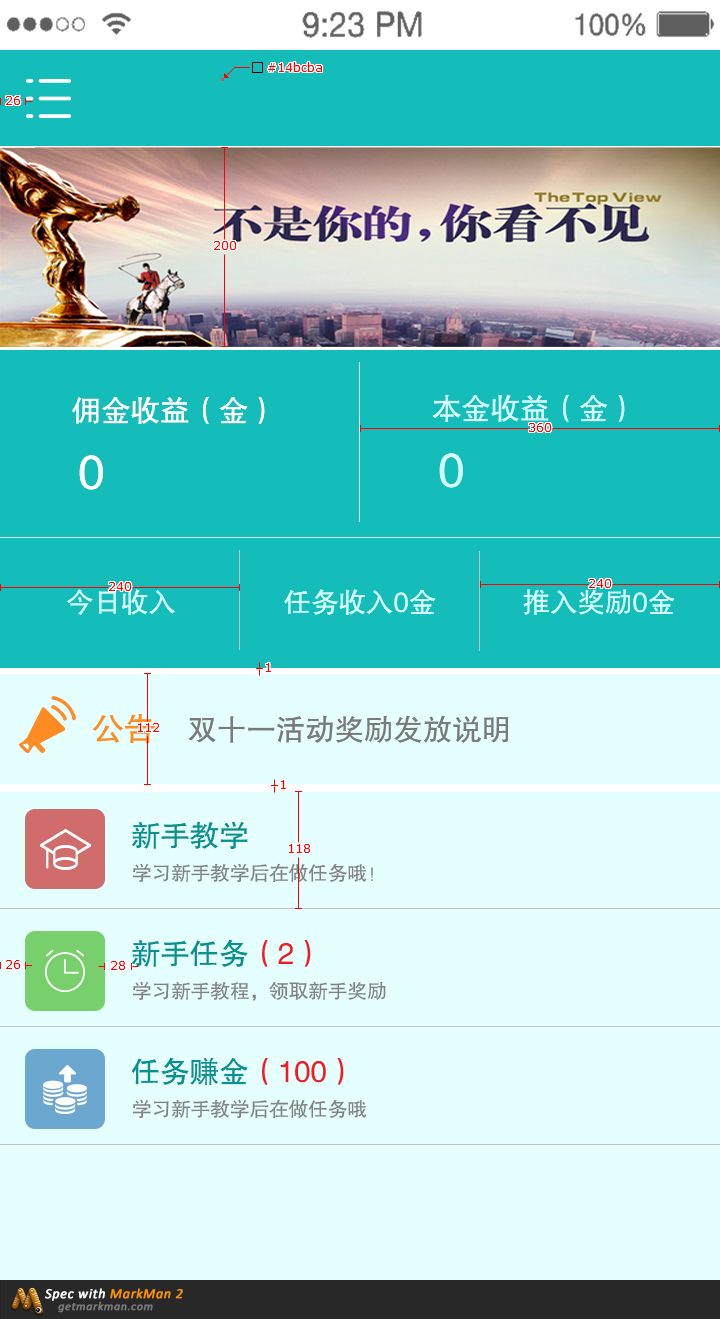 9:23 PM 100%
#14bcba
26
The Top View
不是你的，你看不见
200
佣金收益（金） 本金收益（金）
360
0 0
240 240
今日收入 任务收入0金 推入奖励0金
1
公告 双十一活动奖励发放说明
112
1
新手教学
118
学习新手教学后在做任务哦！
新手任务（2）
26 28
学习新手教程，领取新手奖励
任务赚金（100）
学习新手教学后在做任务哦
Spec with MarkMan 2
getmarkman.com